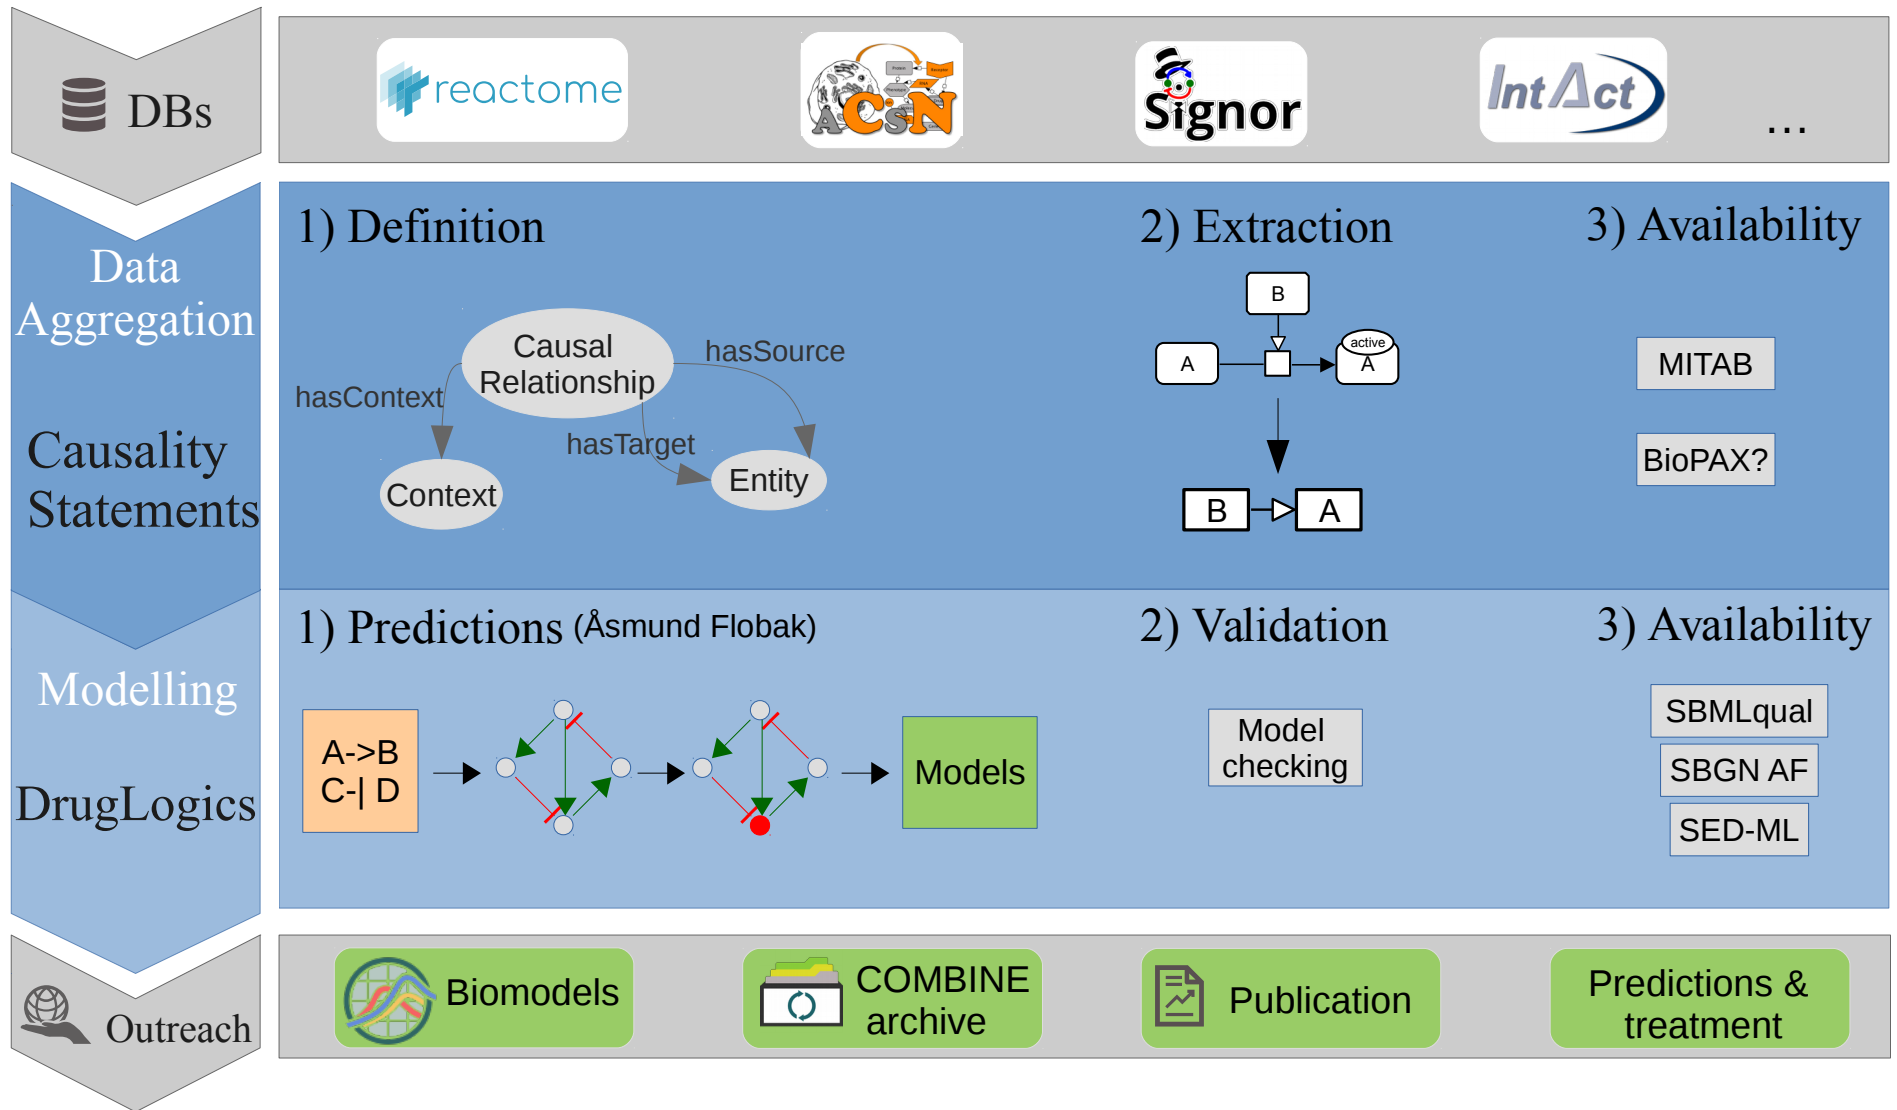 DBs
reactome
ACSN
Signor
IntAct
...
Data
Aggregation
Causality
Statements
1) Definition
Causal
Relationship
hasSource
hasContext
hasTarget
Context
Entity
2) Extraction
B
A
active
A
B
A
3) Availability
MITAB
BioPAX?
Modelling
DrugLogics
1) Predictions (Åsmund Flobak)
A->B
C-| D
Models
2) Validation
Model
checking
3) Availability
SBMLqual
SBGN AF
SED-ML
Outreach
Biomodels
COMBINE
archive
Publication
Predictions &
treatment